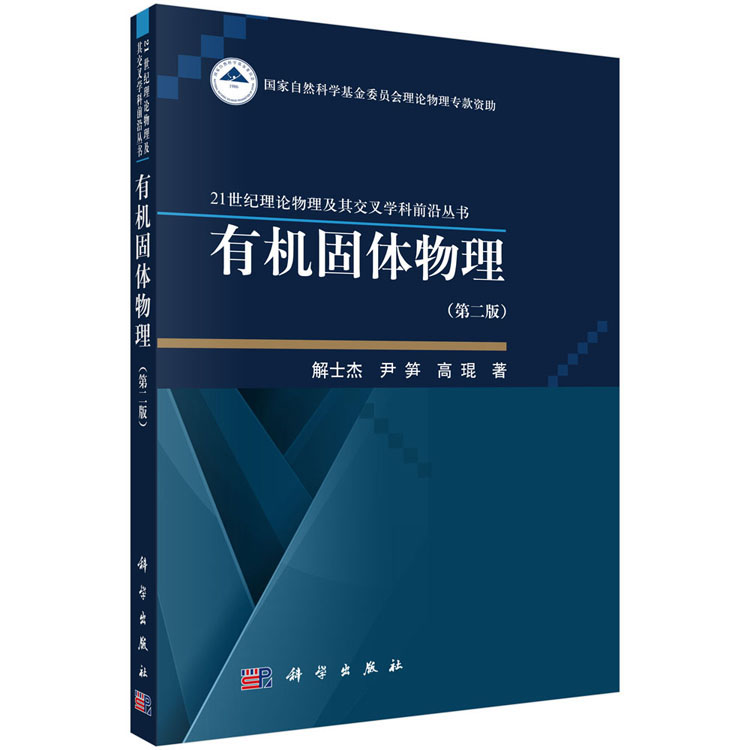 21世纪理论物理及
其交叉学科前沿丛书
有机固体物理
(第二版)
科学出版社
1986
国家自然科学基金委员会理论物理专款资助
21世纪理论物理及其交叉学科前沿丛书
有机固体物理
(第二版)
解士杰 尹笋 高琨 著
科学出版社